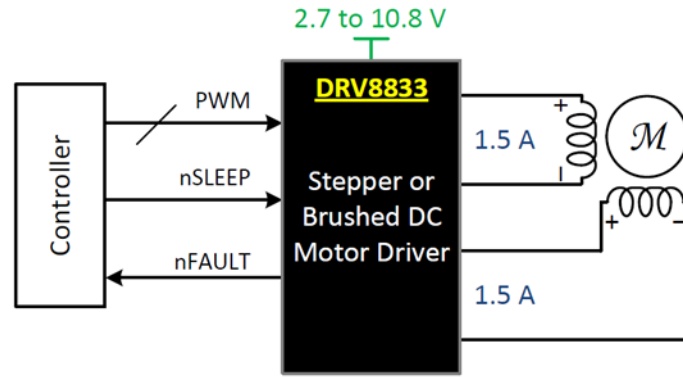 2.7 to 10.8 V
DRV8833
Controller
PWM
nSLEEP
nFAULT
Stepper or
Brushed DC
Motor Driver
+
1.5 A
–
M
+ –
1.5 A